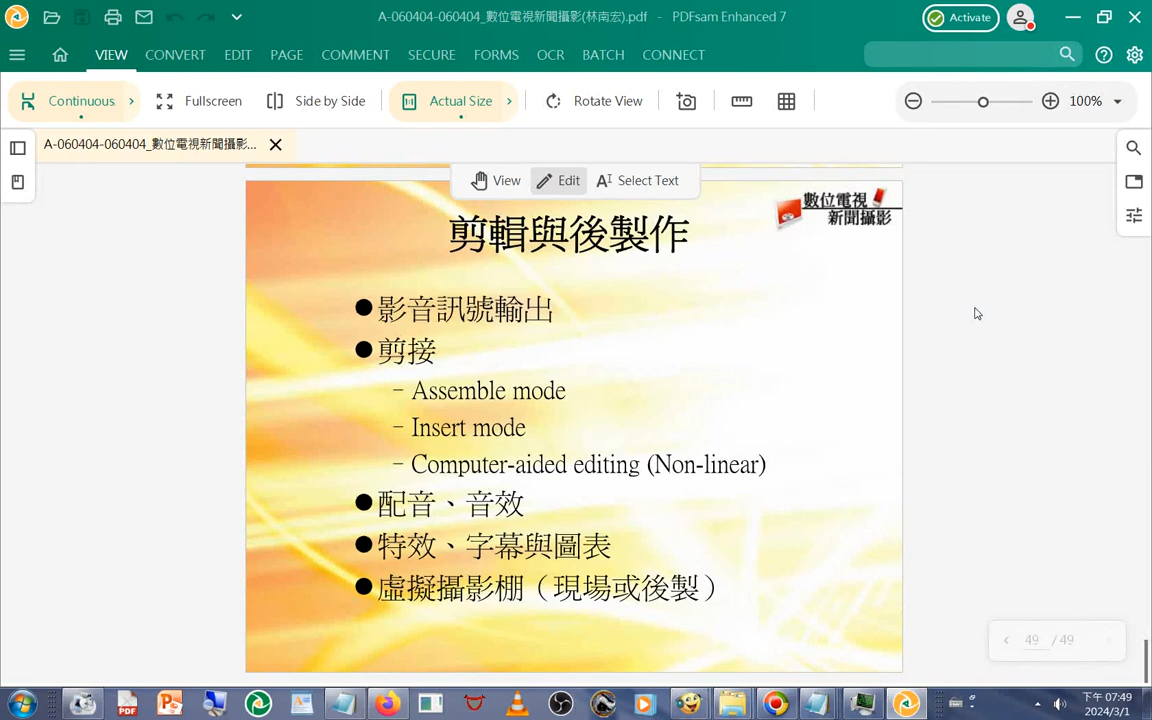 A-060404-060404_數位電視新聞攝影(林南宏).pdf - PDFsam Enhanced 7
Activate
VIEW CONVERT EDIT PAGE COMMENT SECURE FORMS OCR BATCH CONNECT
Continuous Fullscreen Side by Side Actual Size Rotate View 100%
A-060404-060404_數位電視新聞攝影...
View Edit Select Text
數位電視
新聞攝影
剪輯與後製作
●影音訊號輸出
●剪接
– Assemble mode
– Insert mode
– Computer-aided editing (Non-linear)
●配音、音效
●特效、字幕與圖表
●虛擬攝影棚（現場或後製）
49 / 49
下午 07:49
2024/3/1